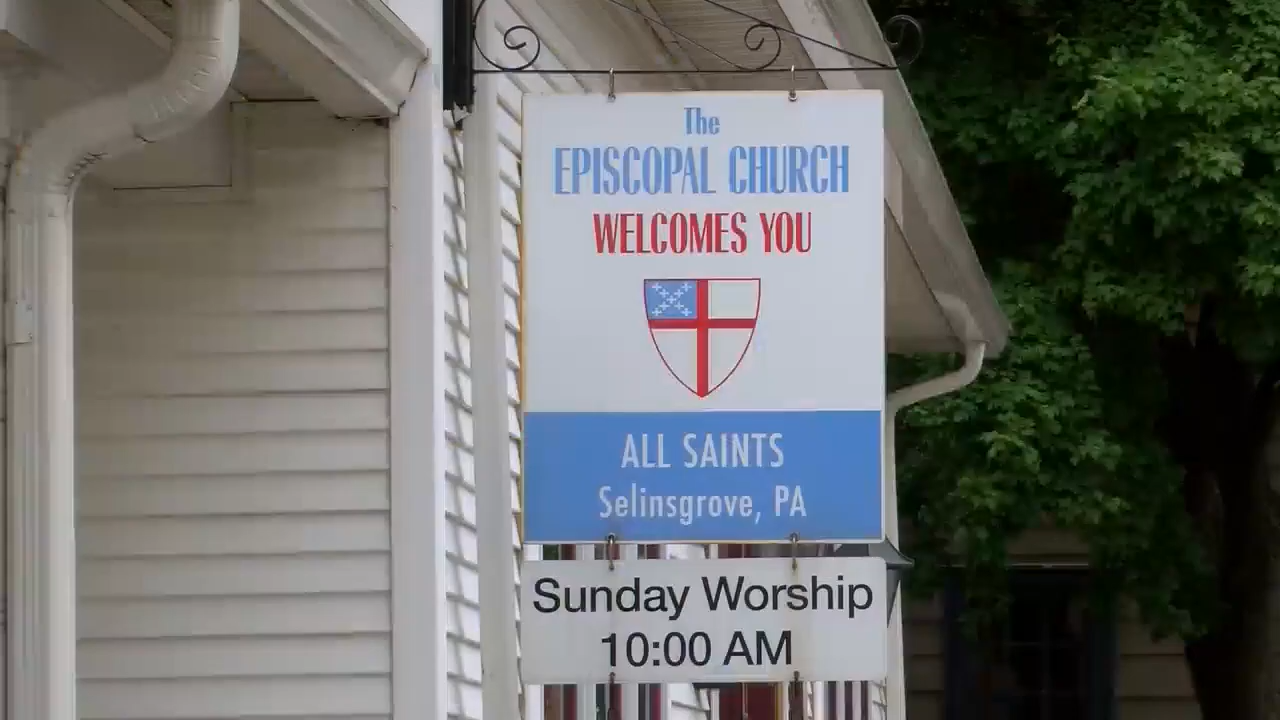 The
EPISCOPAL CHURCH
WELCOMES YOU
ALL SAINTS
Selinsgrove, PA
Sunday Worship
10:00 AM